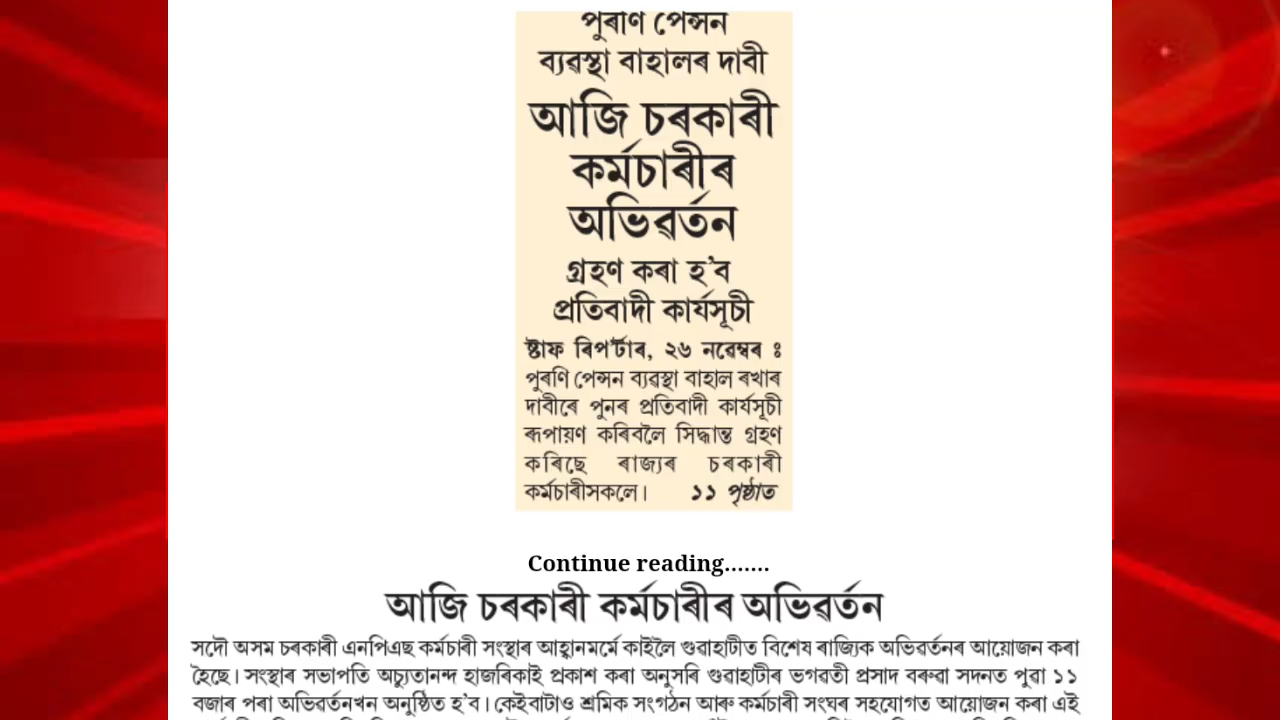 পুৰণি পেন্সন
ব্যৱস্থা বাহালৰ দাবী
আজি চৰকাৰী
কৰ্মচাৰীৰ
অভিৱৰ্তন
গ্ৰহণ কৰা হ'ব
প্ৰতিবাদী কাৰ্যসূচী
ষ্টাফ ৰিপৰ্টাৰ, ২৬ নৱেম্বৰ ঃ
পুৰণি পেন্সন ব্যৱস্থা বাহাল ৰখাৰ
দাবীৰে পুনৰ প্ৰতিবাদী কাৰ্যসূচী
ৰূপায়ণ কৰিবলৈ সিদ্ধান্ত গ্ৰহণ
কৰিছে ৰাজ্যৰ চৰকাৰী
কৰ্মচাৰীসকলে। ১১ পৃষ্ঠাত
Continue reading.......
আজি চৰকাৰী কৰ্মচাৰীৰ অভিৱৰ্তন
সদৌ অসম চৰকাৰী এনপিএছ কৰ্মচাৰী সংস্থাৰ আহ্বানমৰ্মে কাইলৈ গুৱাহাটীত বিশেষ ৰাজ্যিক অভিৱৰ্তনৰ আয়োজন কৰা
হৈছে। সংস্থাৰ সভাপতি অচ্যুতানন্দ হাজৰিকাই প্ৰকাশ কৰা অনুসৰি গুৱাহাটীৰ ভগৱতী প্ৰসাদ বৰুৱা সদনত পুৱা ১১
বজাৰ পৰা অভিৱৰ্তনখন অনুষ্ঠিত হ'ব। কেইবাটাও শ্ৰমিক সংগঠন আৰু কৰ্মচাৰী সংঘৰ সহযোগত আয়োজন কৰা এই